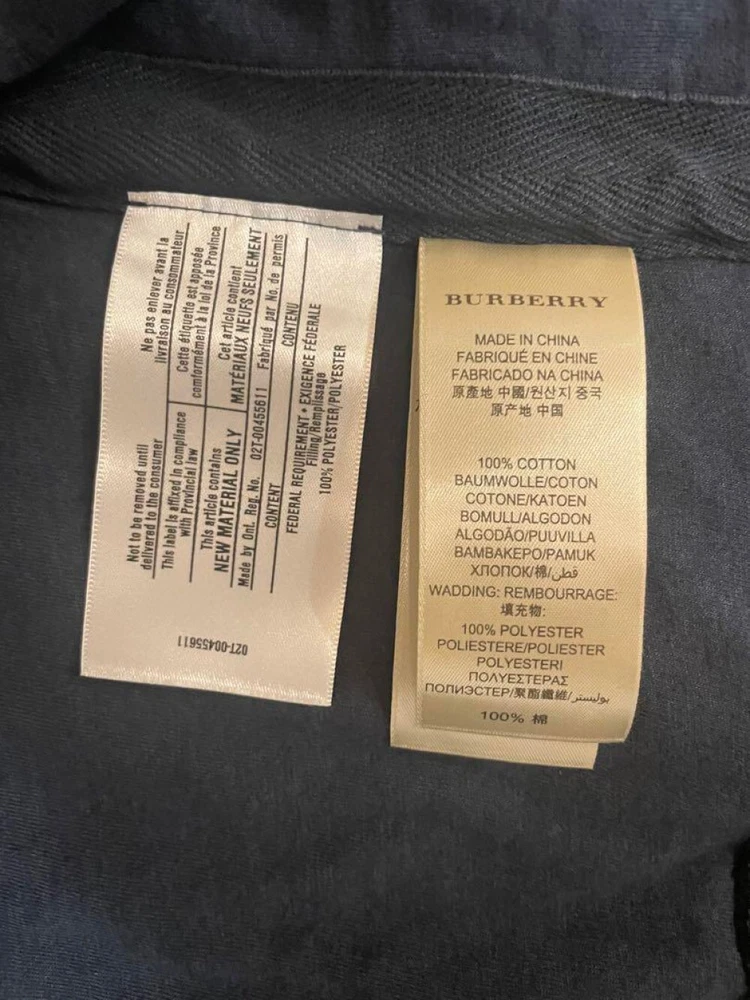 Not to be removed until
delivered to the consumer
Ne pas enlever avant la
livraison au consommateur
This label is affixed in compliance
with Provincial law
Cette étiquette est apposée
conformément à la loi de la Province
This article contains
NEW MATERIAL ONLY
Cet article contient
MATÉRIAUX NEUFS SEULEMENT
Made by Ont. Reg. No. 02T-00455611 Fabriqué par No. de permis
CONTENT CONTENU
FEDERAL REQUIREMENT • EXIGENCE FÉDERALE
Filling/Remplissage
100% POLYESTER/POLYESTER
02T-00455611
BURBERRY
MADE IN CHINA
FABRIQUÉ EN CHINE
FABRICADO NA CHINA
原產地 中國/원산지 중국
原产地 中国
100% COTTON
BAUMWOLLE/COTON
COTONE/KATOEN
BOMULL/ALGODON
ALGODÃO/PUUVILLA
BAMBAKEPO/PAMUK
ХЛОПОК/棉/قطن
WADDING: REMBOURRAGE:
填充物:
100% POLYESTER
POLIESTERE/POLIESTER
POLYESTERI
ΠΟΛΥΕΣΤΕΡΑΣ
ПОЛИЭСТЕР/聚酯纖維/بوليستر
100% 棉